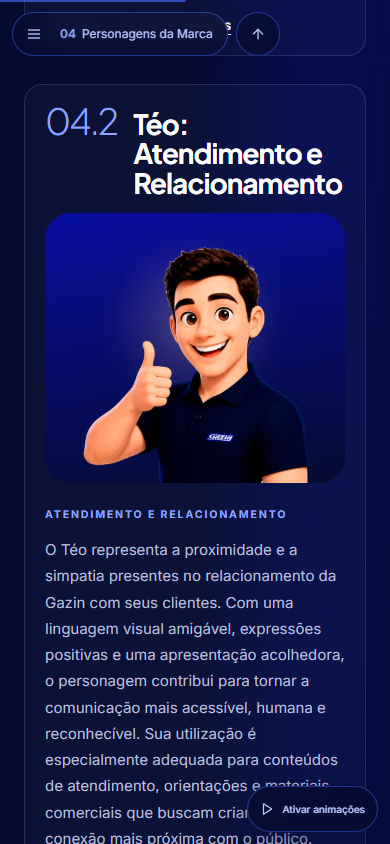 04 Personagens da Marca
04.2 Téo:
Atendimento e
Relacionamento
GAZIN
ATENDIMENTO E RELACIONAMENTO
O Téo representa a proximidade e a
simpatia presentes no relacionamento da
Gazin com seus clientes. Com uma
linguagem visual amigável, expressões
positivas e uma apresentação acolhedora,
o personagem contribui para tornar a
comunicação mais acessível, humana e
reconhecível. Sua utilização é
especialmente adequada para conteúdos
de atendimento, orientações e materiais
comerciais que buscam criar
conexão mais próxima com o público.
Ativar animações